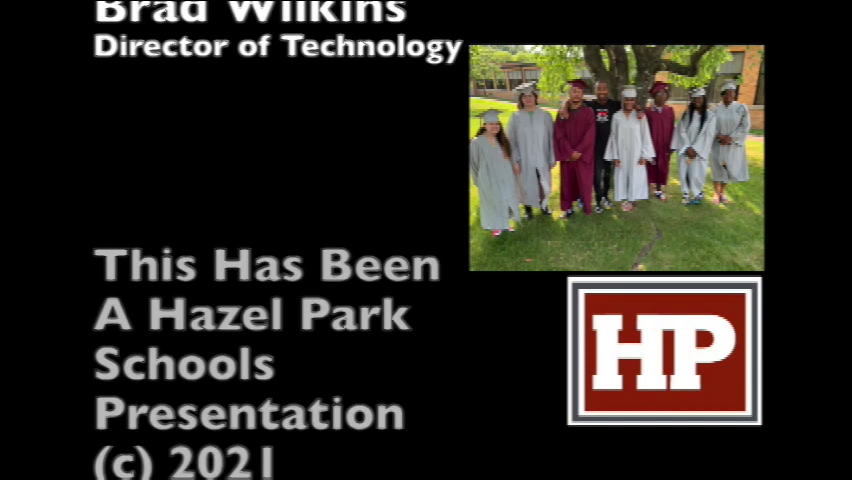 Brad Wilkins
Director of Technology
This Has Been
A Hazel Park
Schools
Presentation
(c) 2021
HP